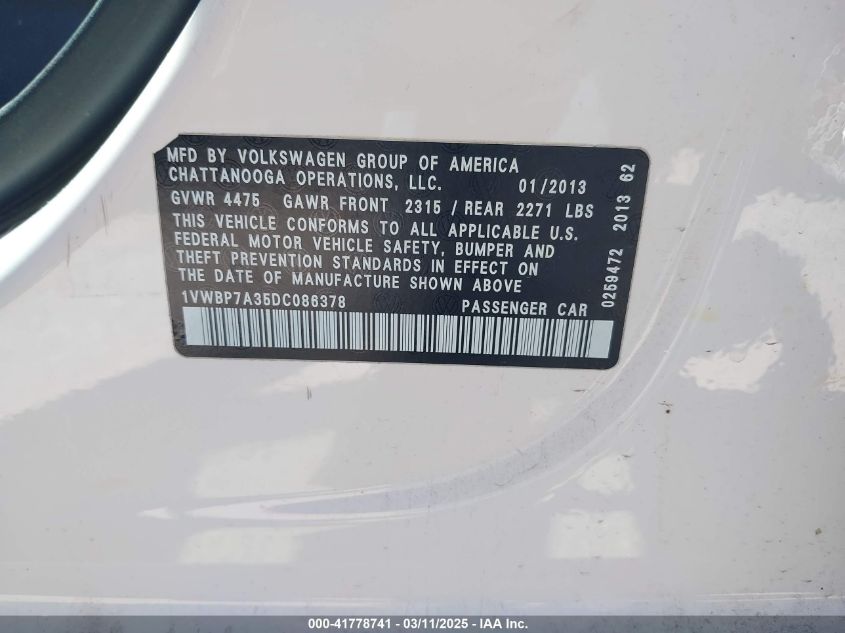 MFD BY VOLKSWAGEN GROUP OF AMERICA
CHATTANOOGA OPERATIONS, LLC. 01/2013
GVWR 4475 GAWR FRONT 2315 / REAR 2271 LBS
THIS VEHICLE CONFORMS TO ALL APPLICABLE U.S.
FEDERAL MOTOR VEHICLE SAFETY, BUMPER AND
THEFT PREVENTION STANDARDS IN EFFECT ON
THE DATE OF MANUFACTURE SHOWN ABOVE
1VWBP7A35DC086378 PASSENGER CAR
0259472 2013 62
000-41778741 - 03/11/2025 - IAA Inc.